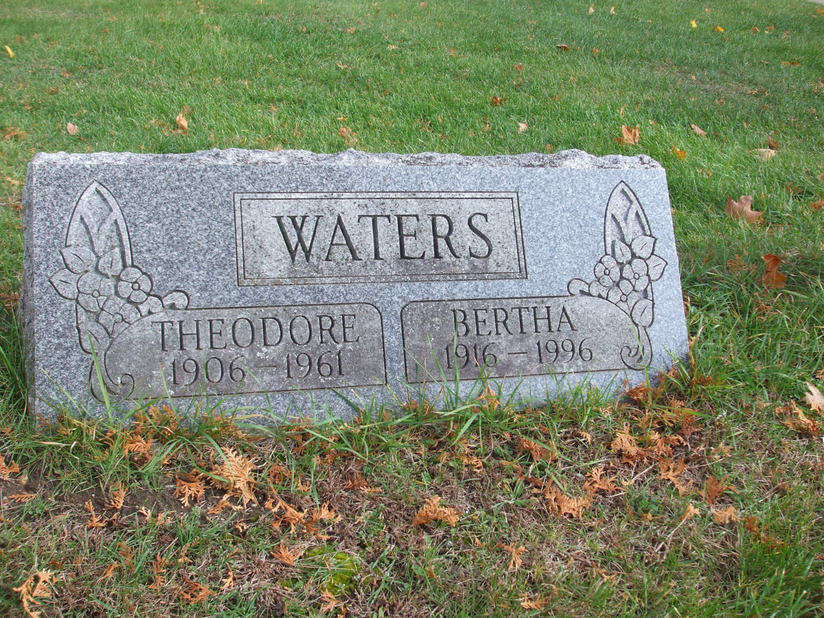 WATERS
THEODORE
1906 – 1961
BERTHA
1916 – 1996